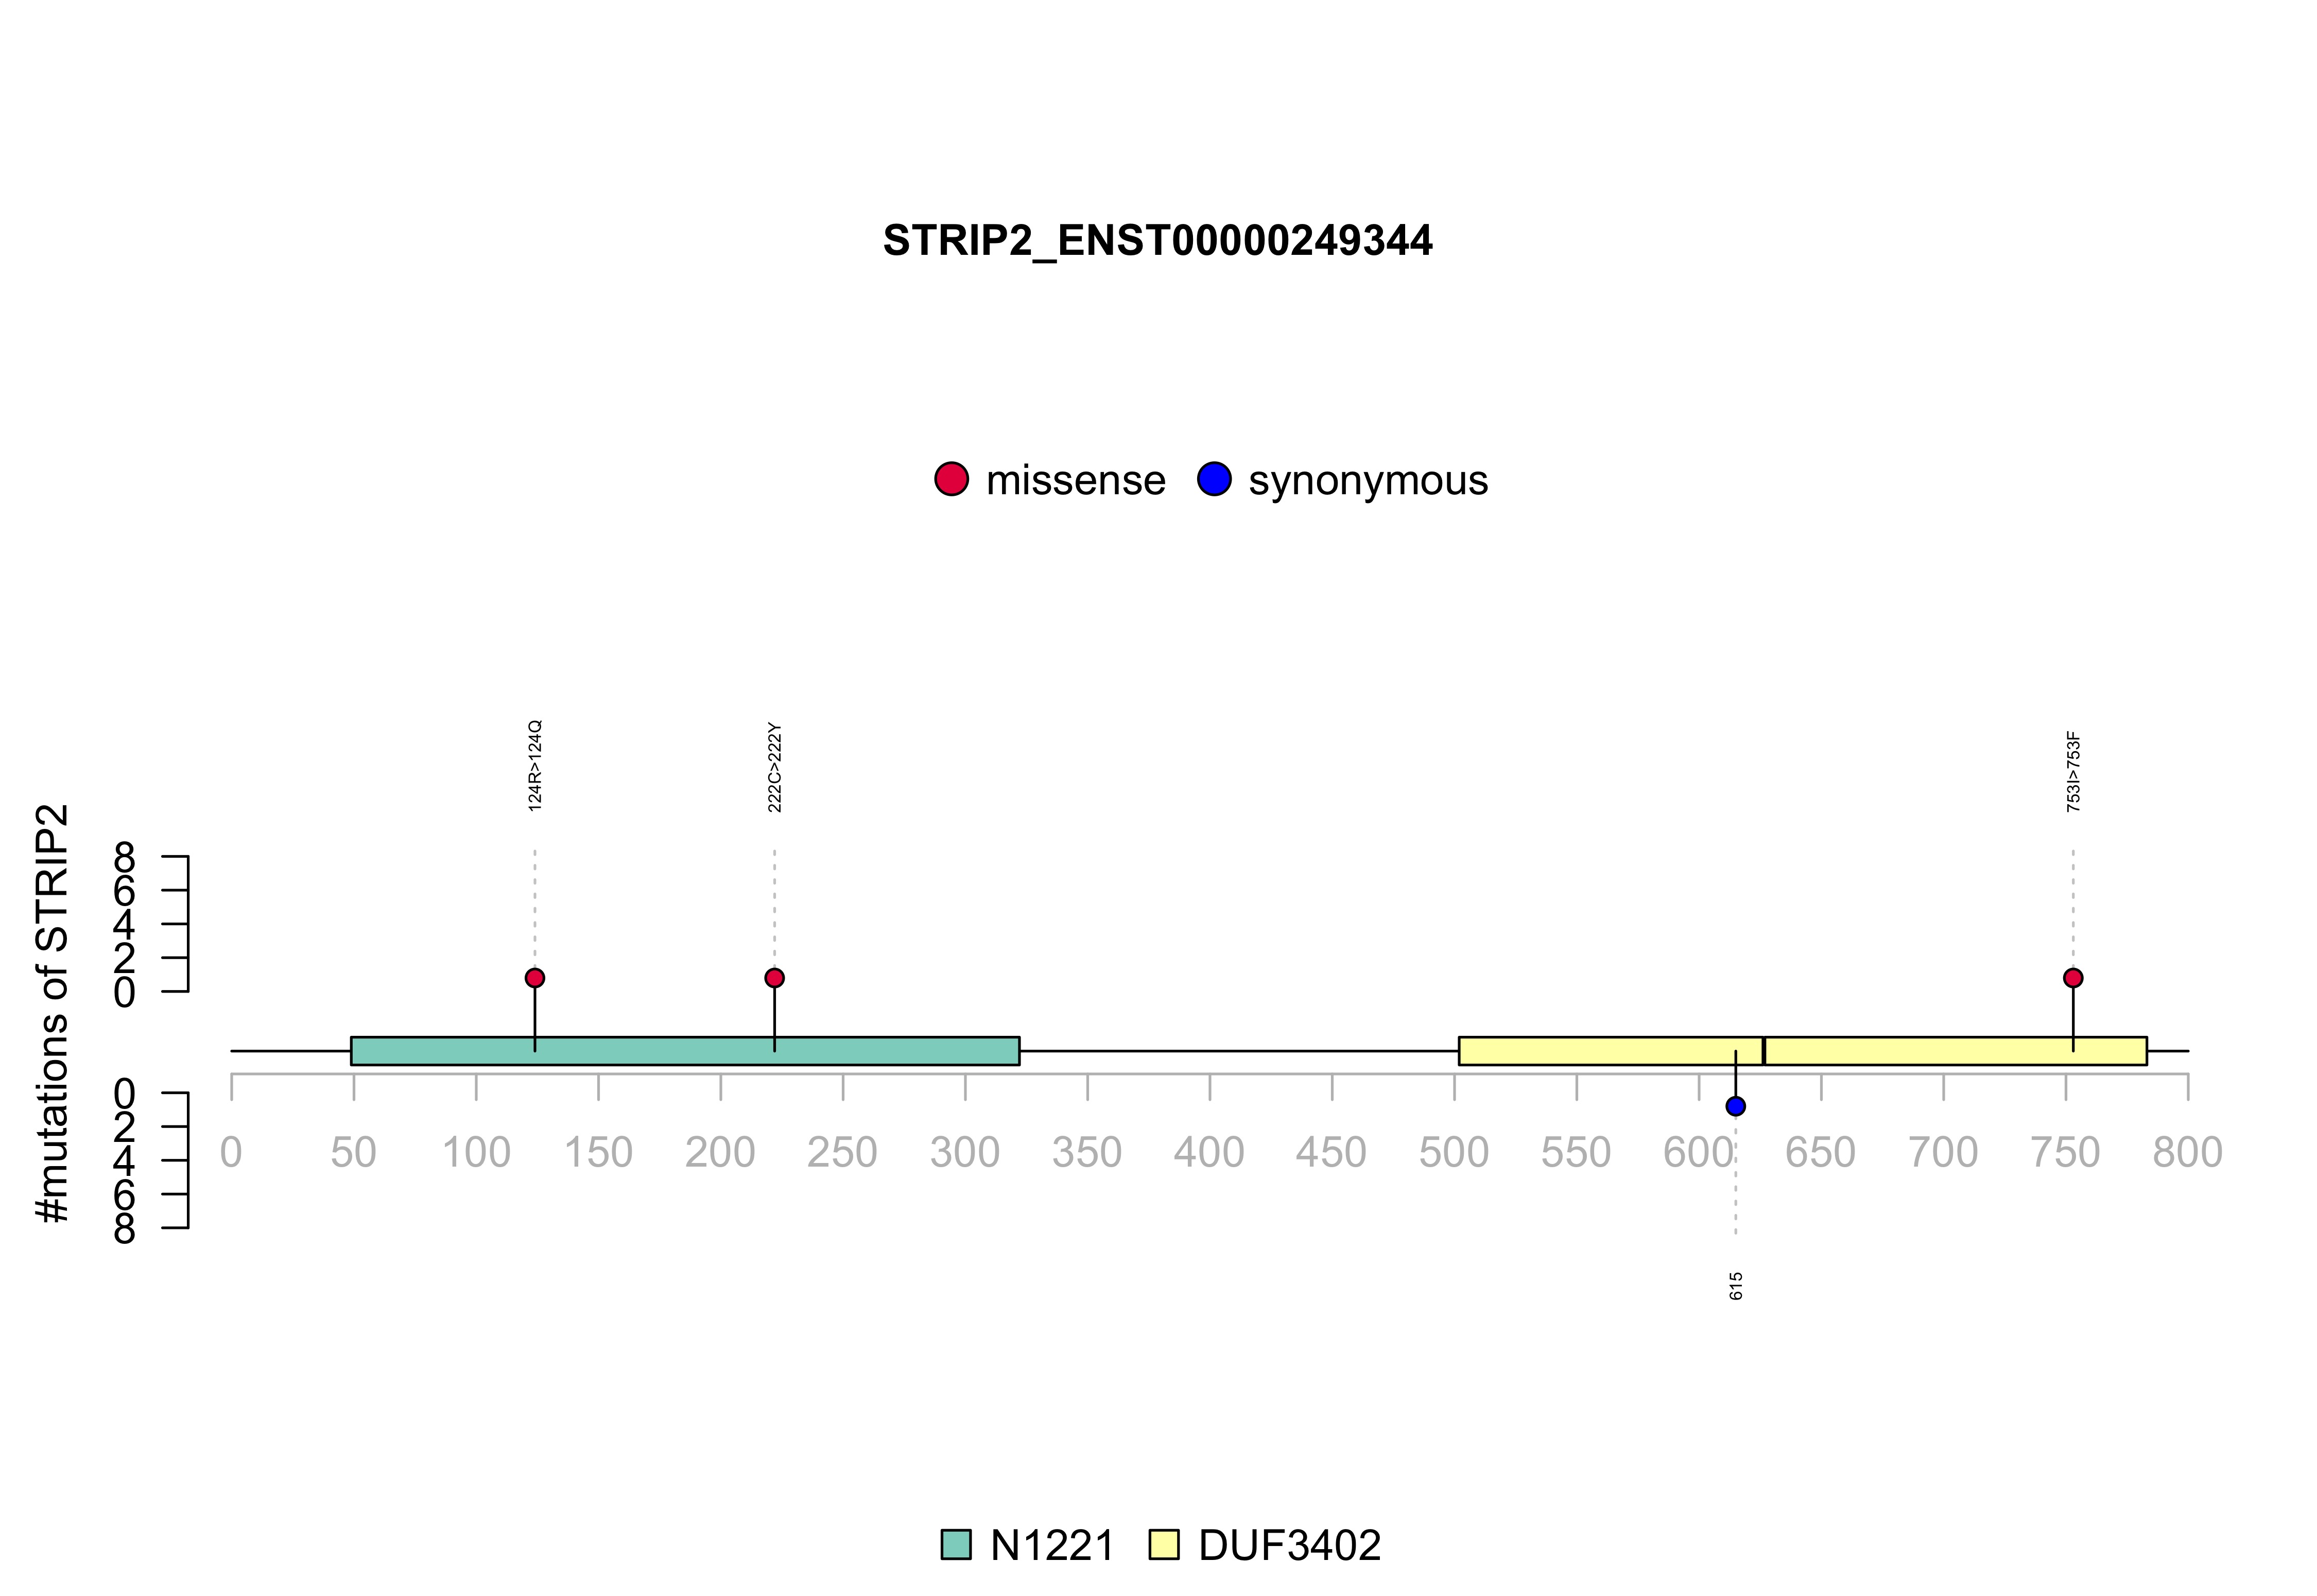 STRIP2_ENST00000249344
missense synonymous
124R>124Q
222C>222Y
753I>753F
#mutations of STRIP2
8
6
4
2
0
0
2
4
6
8
0 50 100 150 200 250 300 350 400 450 500 550 600 650 700 750 800
615
N1221 DUF3402